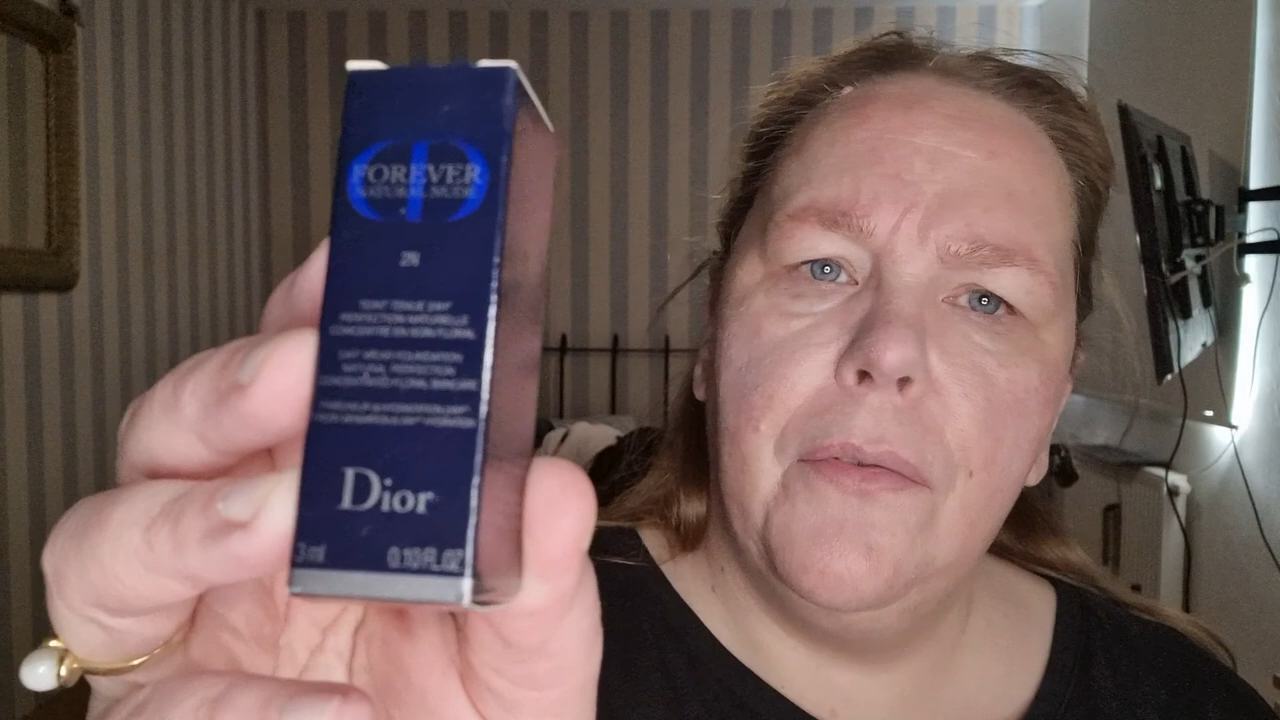 FOREVER
NATURAL NUDE
2N
TEINT TENUE 24H*
PERFECTION NATURELLE
CONCENTRÉ EN SOIN FLORAL
24H* WEAR FOUNDATION
NATURAL PERFECTION
CONCENTRATED FLORAL SKINCARE
Dior
3 ml 0.10 FL.OZ